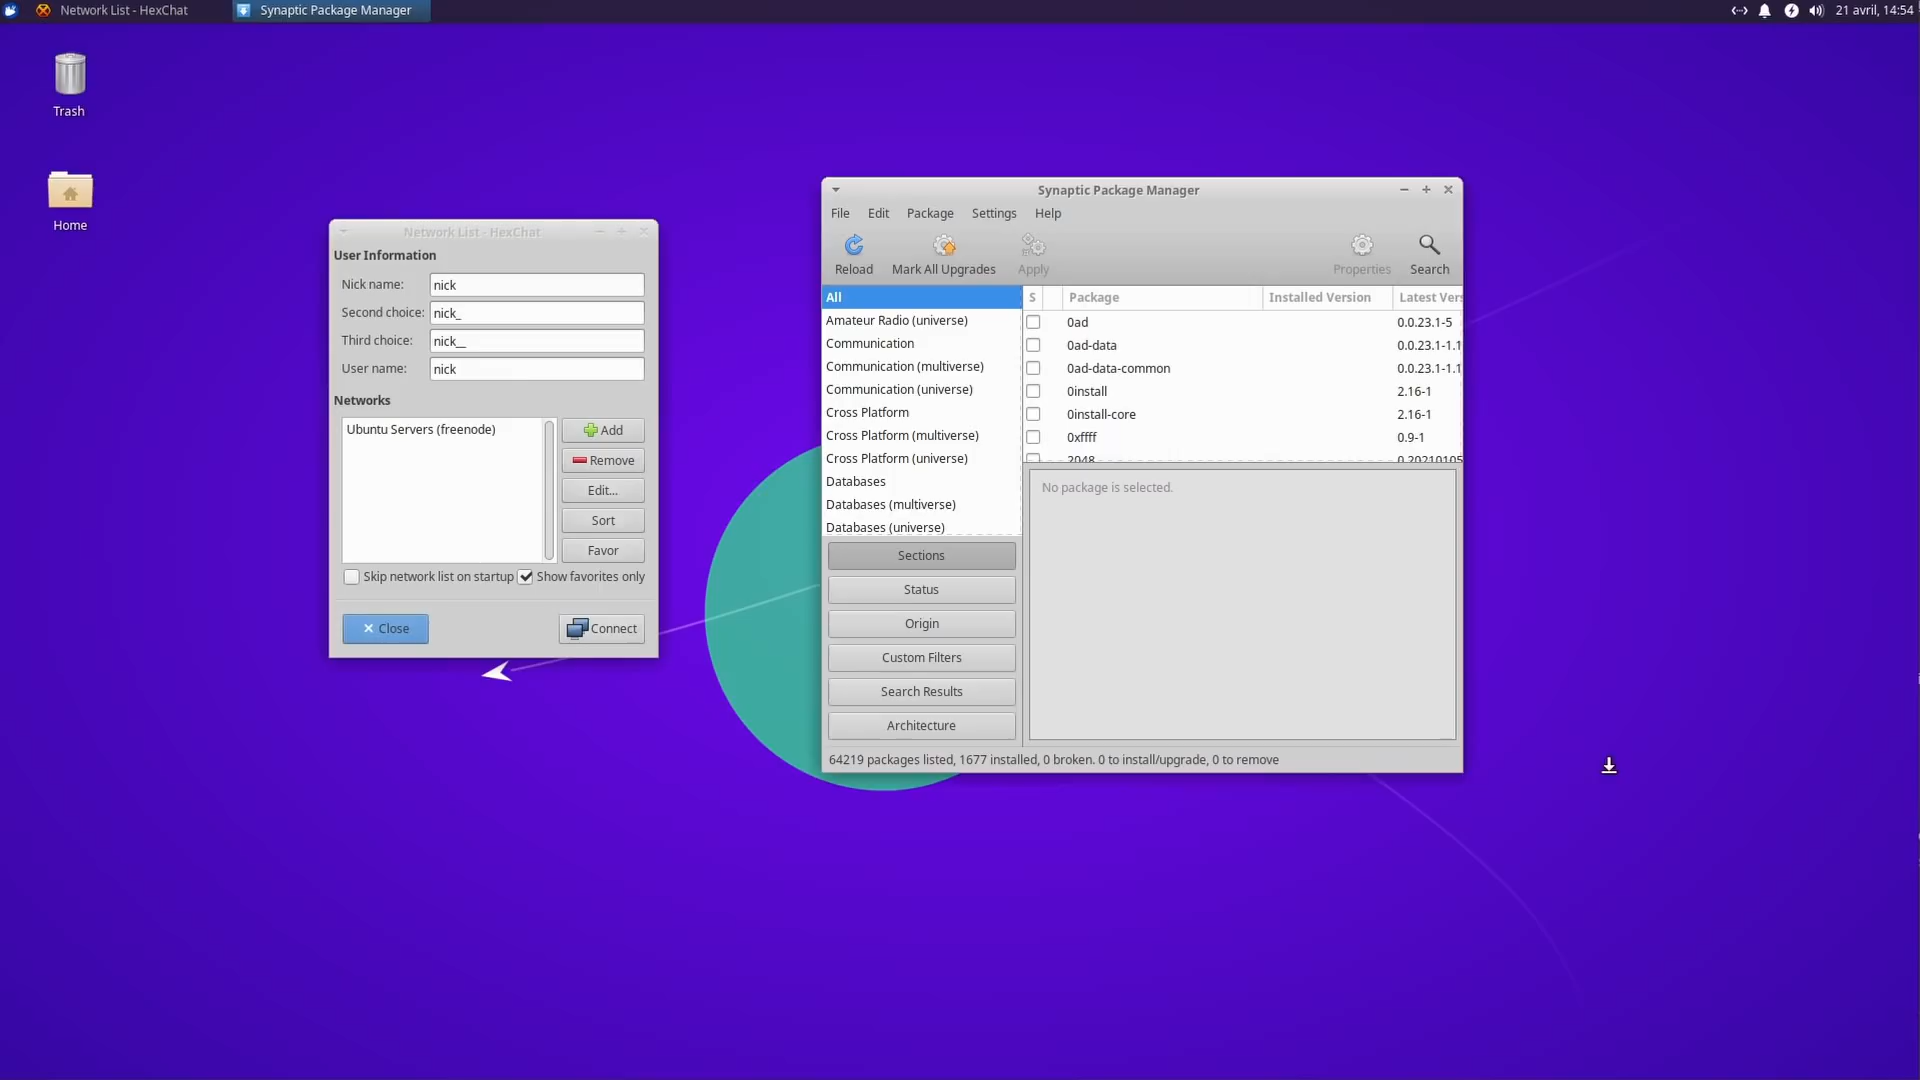 Network List - HexChat
Synaptic Package Manager
21 avril, 14:54
Trash
Home
Network List - HexChat
User Information
Nick name: nick
Second choice: nick_
Third choice: nick__
User name: nick
Networks
Ubuntu Servers (freenode)
Add
Remove
Edit...
Sort
Favor
Skip network list on startup
Show favorites only
Close
Connect
Synaptic Package Manager
File Edit Package Settings Help
Reload Mark All Upgrades Apply Properties Search
All
Amateur Radio (universe)
Communication
Communication (multiverse)
Communication (universe)
Cross Platform
Cross Platform (multiverse)
Cross Platform (universe)
Databases
Databases (multiverse)
Databases (universe)
Sections
Status
Origin
Custom Filters
Search Results
Architecture
S Package Installed Version Latest Vers
0ad 0.0.23.1-5
0ad-data 0.0.23.1-1.1
0ad-data-common 0.0.23.1-1.1
0install 2.16-1
0install-core 2.16-1
0xffff 0.9-1
2048 0.20210105
No package is selected.
64219 packages listed, 1677 installed, 0 broken. 0 to install/upgrade, 0 to remove